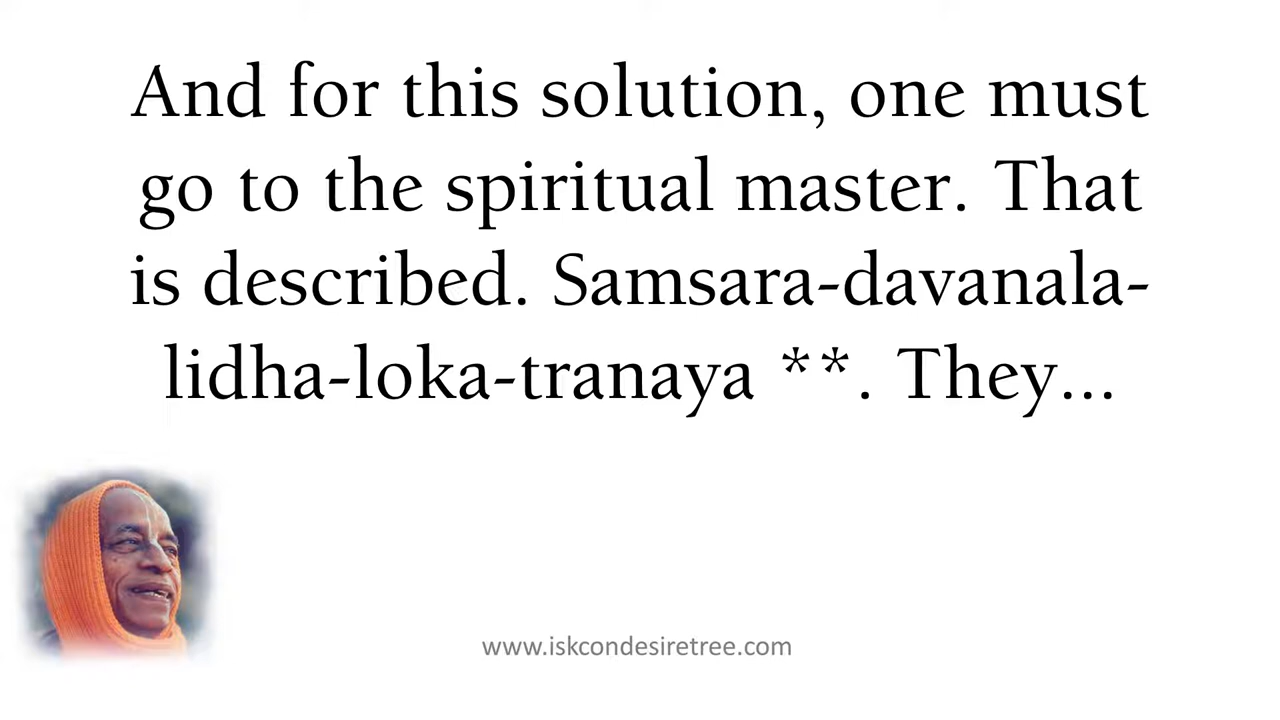 And for this solution, one must
go to the spiritual master. That
is described. Samsara-davanala-
lidha-loka-tranaya **. They...
www.iskcondesiretree.com